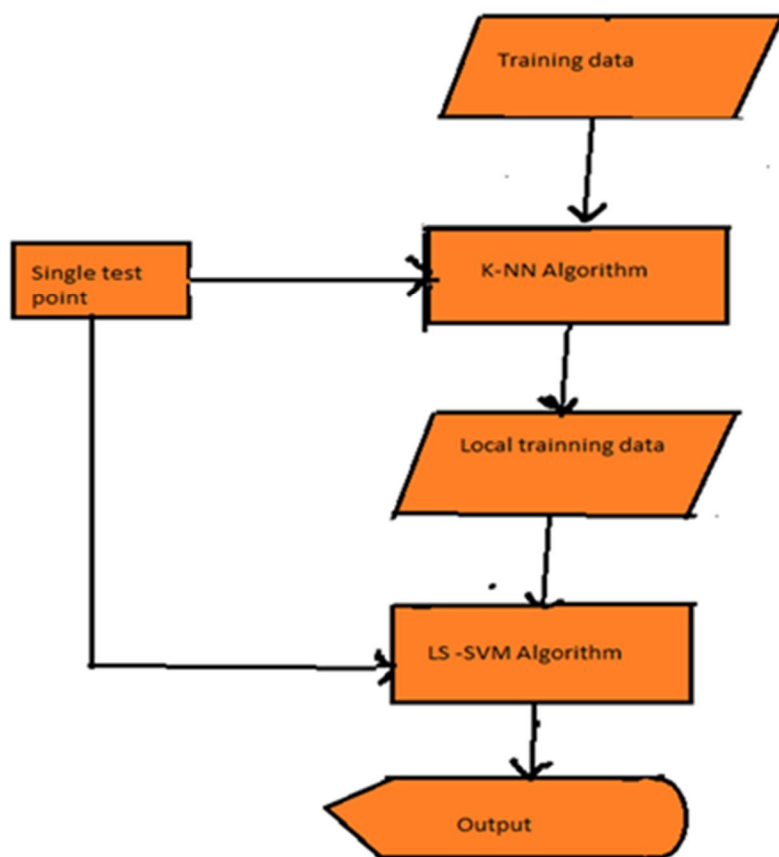 Training data
Single test
point
K-NN Algorithm
Local trainning data
LS -SVM Algorithm
Output